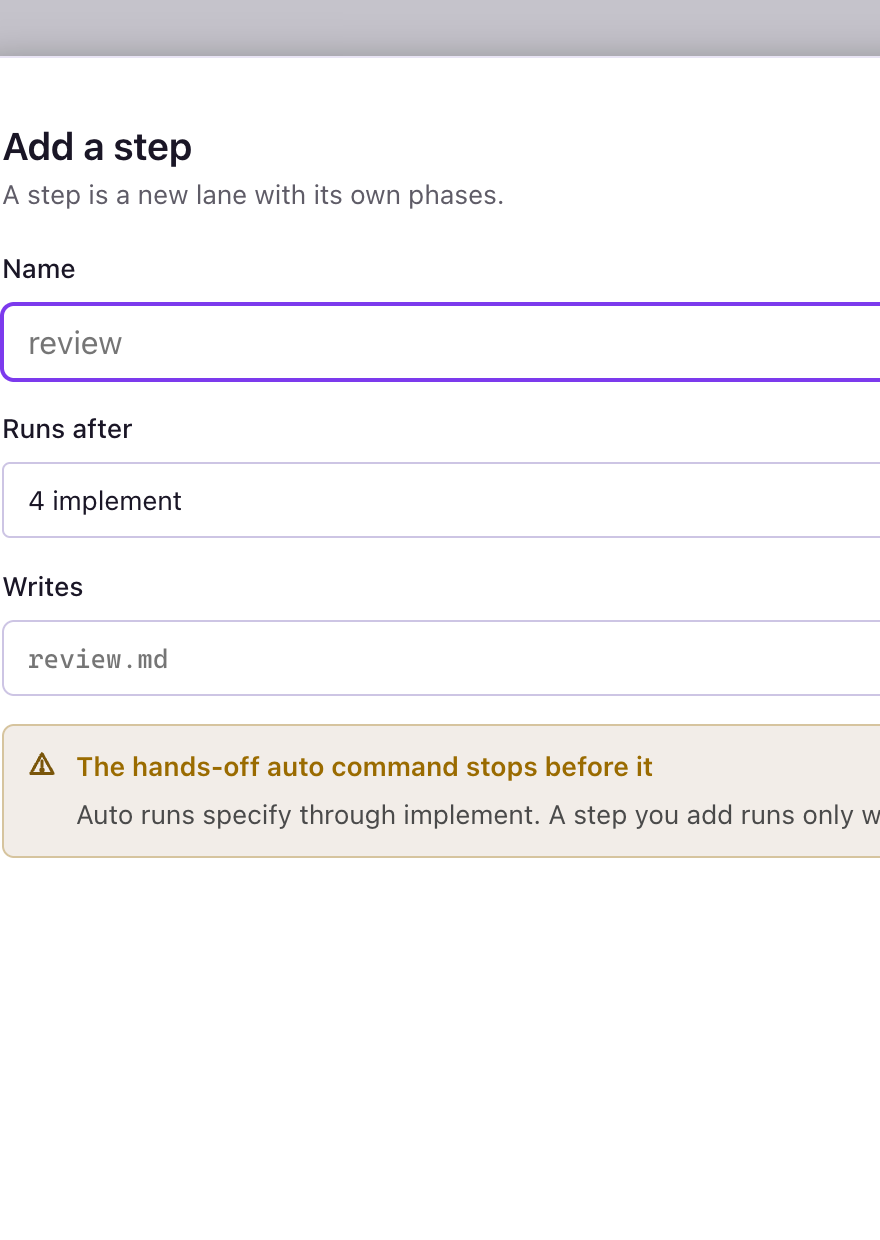 Add a step
A step is a new lane with its own phases.
Name
review
Runs after
4 implement
Writes
review.md
The hands-off auto command stops before it
Auto runs specify through implement. A step you add runs only